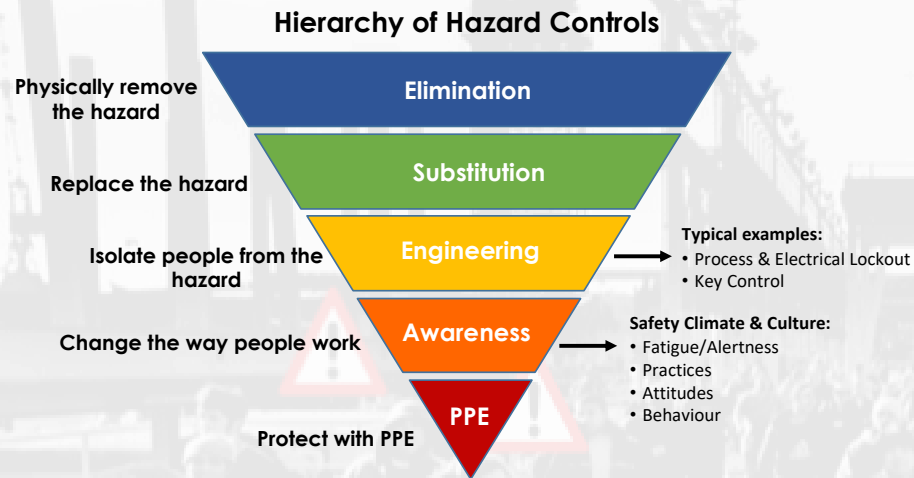 Hierarchy of Hazard Controls
Physically remove
the hazard
Elimination
Replace the hazard
Substitution
Isolate people from the
hazard
Engineering
Typical examples:
• Process & Electrical Lockout
• Key Control
Change the way people work
Awareness
Safety Climate & Culture:
• Fatigue/Alertness
• Practices
• Attitudes
• Behaviour
Protect with PPE
PPE